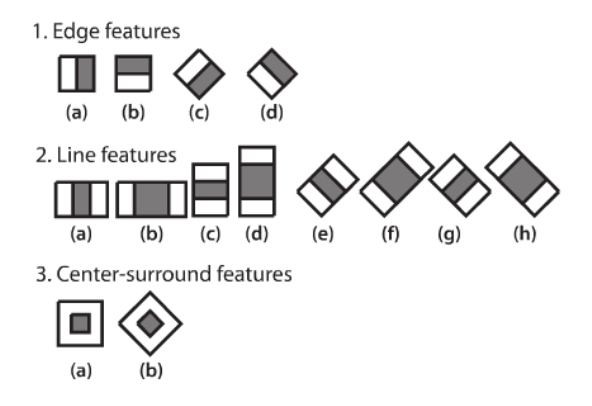 1. Edge features
(a) (b) (c) (d)
2. Line features
(a) (b) (c) (d) (e) (f) (g) (h)
3. Center-surround features
(a) (b)